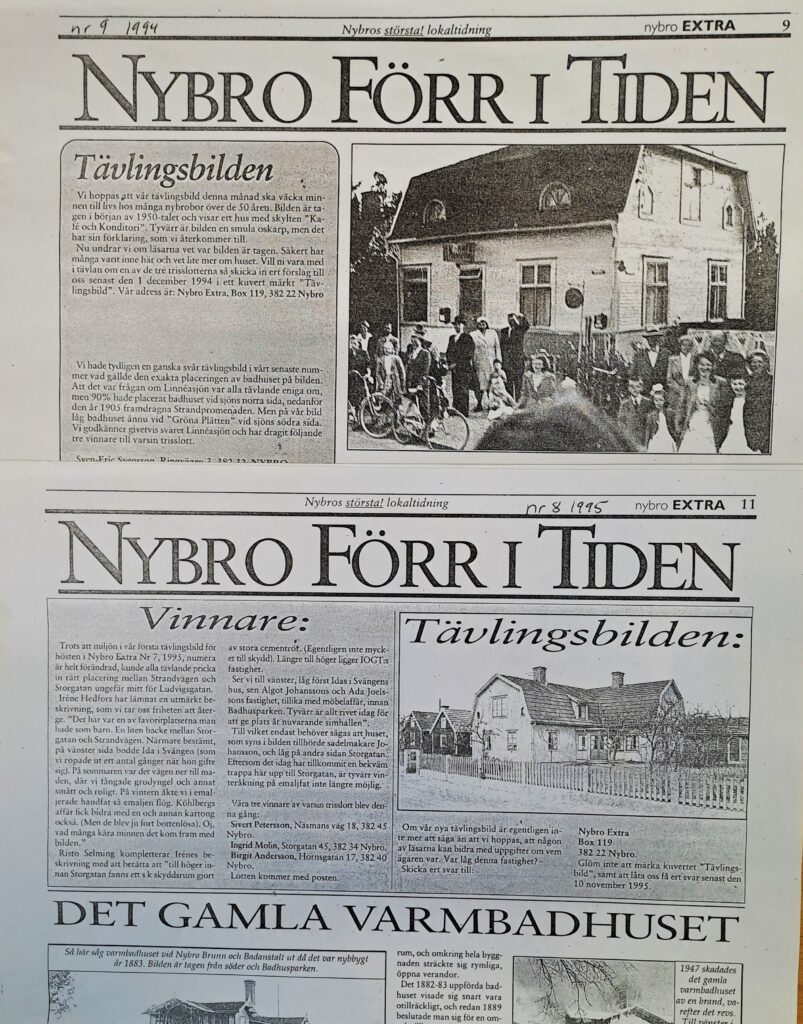 nr 9 1994
Nybros största! lokaltidning
nybro EXTRA 9
NYBRO FÖRR I TIDEN
Tävlingsbilden
Vi hoppas att vår tävlingsbild denna månad ska väcka min-
nen till livs hos många nybrobor över de 50 åren. Bilden är ta-
gen i början av 1950-talet och visar ett hus med skylten "Ka-
fé och Konditori". Tyvärr är bilden en smula oskarp, men det
har sin förklaring, som vi återkommer till.
Nu undrar vi om läsarna vet var bilden är tagen. Säkert har
många varit inne här och vet lite mer om huset. Vill ni vara med
i tävlan om en av de tre trisslotterna så skicka in ert förslag till
oss senast den 1 december 1994 i ett kuvert märkt "Täv-
lingsbild". Vår adress är: Nybro Extra, Box 119, 382 22 Nybro
Vi hade tydligen en ganska svår tävlingsbild i vårt senaste num-
mer vad gällde den exakta placeringen av badhuset på bilden.
Att det var frågan om Linnéasjön var alla tävlande eniga om,
men 90% hade placerat badhuset vid sjöns norra sida, nedanför
den år 1905 framdragna Strandpromenaden. Men på vår bild
låg badhuset ännu vid "Gröna Plätten" vid sjöns södra sida.
Vi godkänner givetvis svaret Linnéasjön och har dragit följande
tre vinnare till varsin trisslott.
Sven-Eric Svensson, Ringvägen 3, 382 32 NYBRO
Nybros största! lokaltidning
nr 8 1995
nybro EXTRA 11
NYBRO FÖRR I TIDEN
Vinnare:
Trots att miljön i vår första tävlingsbild för
hösten i Nybro Extra Nr 7, 1995, numera
är helt förändrad, kunde alla tävlande pricka
in rätt placering mellan Strandvägen och
Storgatan ungefär mitt för Ludvigsgatan.
Iréne Hedfors har lämnat en utmärkt be-
skrivning, som vi tar oss friheten att åter-
ge. "Det här var en av favoritplatserna man
hade som barn. En liten backe mellan Stor-
gatan och Strandvägen. Närmare bestämt,
på vänster sida bodde Ida i Svängen (som
vi ropade ut ett antal gånger när hon gifte
sig). På sommaren var det vägen ner till ma-
den, där vi fångade grodyngel och annat
smått och roligt. På vintern åkte vi i ema-
ljerade handfat så emaljen flög. Köhlbergs
affär fick bidra med en och annan kartong
också. (Men de blev ju fort bottenlösa). Oj,
vad många kära minnen det kom fram med
bilden."
Risto Selming kompletterar Irénes be-
skrivning med att berätta att "till höger in-
nan Storgatan fanns ett s k skyddsrum gjort
av stora cementrör. (Egentligen inte myck-
et till skydd). Längre till höger ligger IOGT:s
fastighet.
Ser vi till vänster, låg först Idas i Svängens
hus, sen Algot Johanssons och Ada Joels-
sons fastighet, tillika med möbelaffär, innan
Badhusparken. Tyvärr är allt rivet idag för
att ge plats åt nuvarande simhallen".
Till vilket endast behöver sägas att huset,
som syns i bilden tillhörde sadelmakare Jo-
hansson, och låg på andra sidan Storgatan.
Eftersom det idag har tillkommit en bekväm
trappa här upp till Storgatan, är tyvärr vin-
teråkning på emaljfat inte längre möjlig.
Våra tre vinnare av varsin trisslott blev den-
na gång:
Sivert Petersson, Näsmans väg 18, 382 45
Nybro.
Ingrid Molin, Storgatan 45, 382 34 Nybro.
Birgit Andersson, Hornsgatan 17, 382 40
Nybro.
Lotten kommer med posten.
Tävlingsbilden:
Om vår nya tävlingsbild är egentligen in-
te mer att säga än att vi hoppas, att någon
av läsarna kan bidra med uppgifter om vem
ägaren var. Var låg denna fastighet? -
Skicka ert svar till:
Nybro Extra
Box 119
382 22 Nybro.
Glöm inte att märka kuvertet "Tävlings-
bild", samt att låta oss få ert svar senast den
10 november 1995.
DET GAMLA VARMBADHUSET
Så här såg varmbadhuset vid Nybro Brunn och Badanstalt ut då det var nybbygt
år 1883. Bilden är tagen från söder och Badhusparken.
rum, och omkring hela bygg-
naden sträckte sig rymliga,
öppna verandor.
Det 1882-83 uppförda bad-
huset visade sig snart vara
otillräckligt, och redan 1889
beslutade man sig för en om-
1947 skadades
det gamla
varmbadhuset
av en brand, va-
refter det revs.
Till vänster i